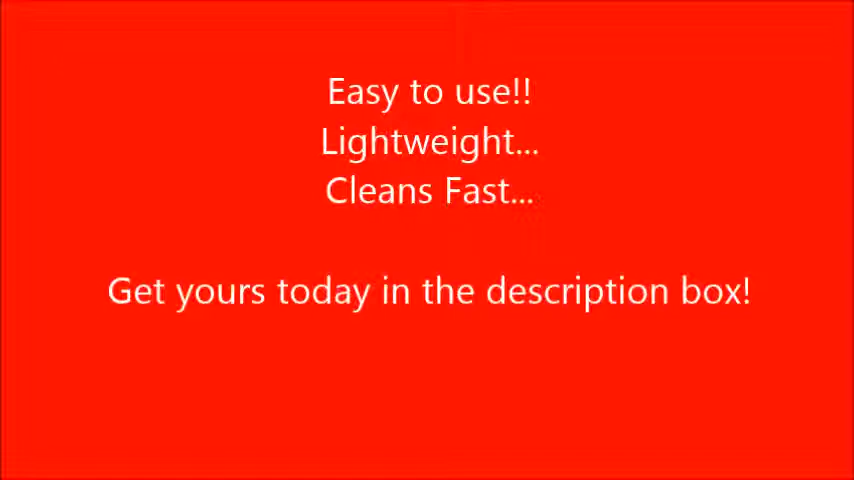 Easy to use!!
Lightweight...
Cleans Fast...
Get yours today in the description box!